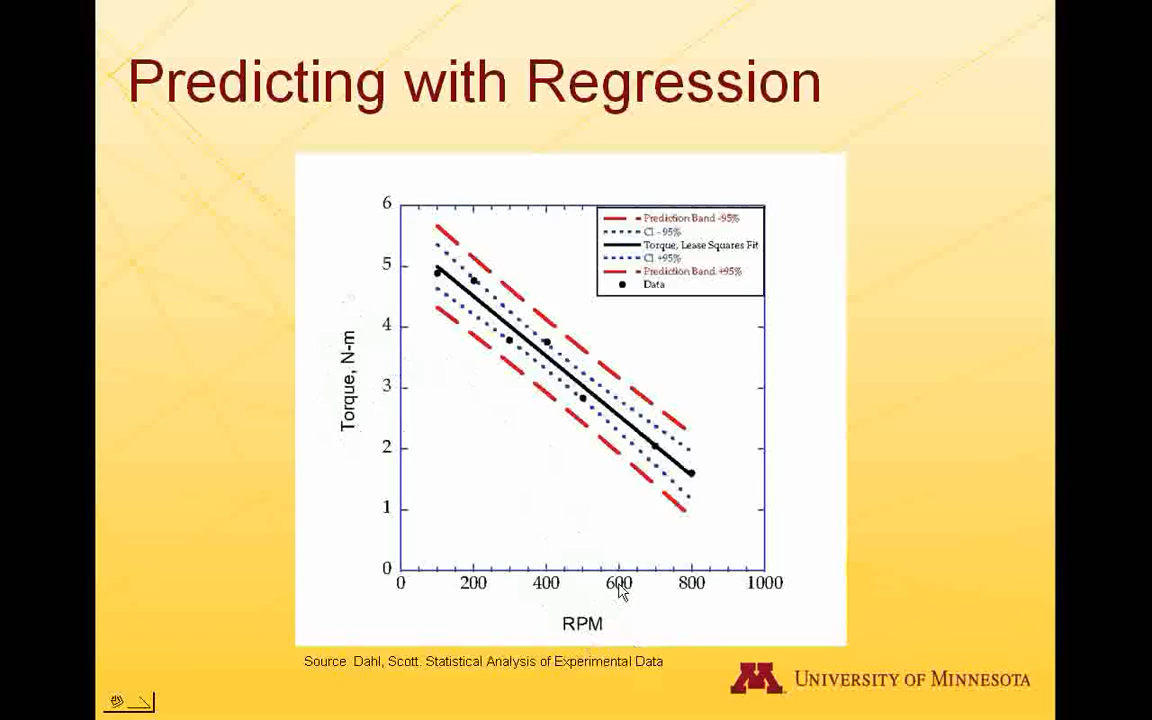 Predicting with Regression
6
Prediction Band -95%
CI -95%
Torque, Lease Squares Fit
CI +95%
Prediction Band +95%
Data
5
4
3
2
1
0
Torque, N-m
0 200 400 600 800 1000
RPM
Source Dahl, Scott. Statistical Analysis of Experimental Data
M UNIVERSITY OF MINNESOTA